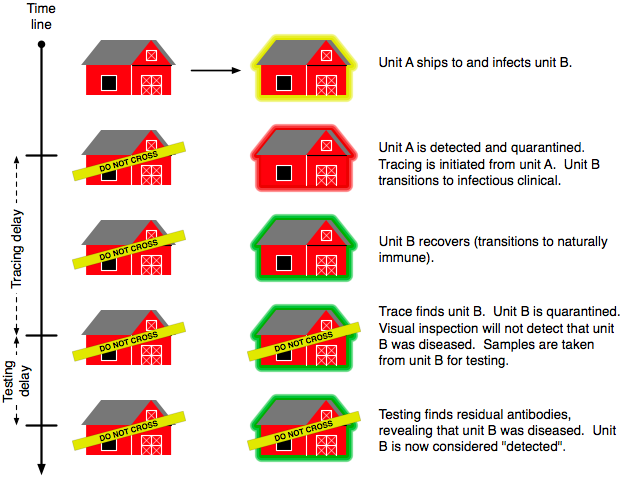 Time
line
Unit A ships to and infects unit B.
DO NOT CROSS
Unit A is detected and quarantined.
Tracing is initiated from unit A.  Unit B
transitions to infectious clinical.
Tracing delay
DO NOT CROSS
Unit B recovers (transitions to naturally
immune).
DO NOT CROSS
DO NOT CROSS
Trace finds unit B.  Unit B is quarantined.
Visual inspection will not detect that unit
B was diseased.  Samples are taken
from unit B for testing.
Testing
delay
DO NOT CROSS
DO NOT CROSS
Testing finds residual antibodies,
revealing that unit B was diseased.  Unit
B is now considered "detected".